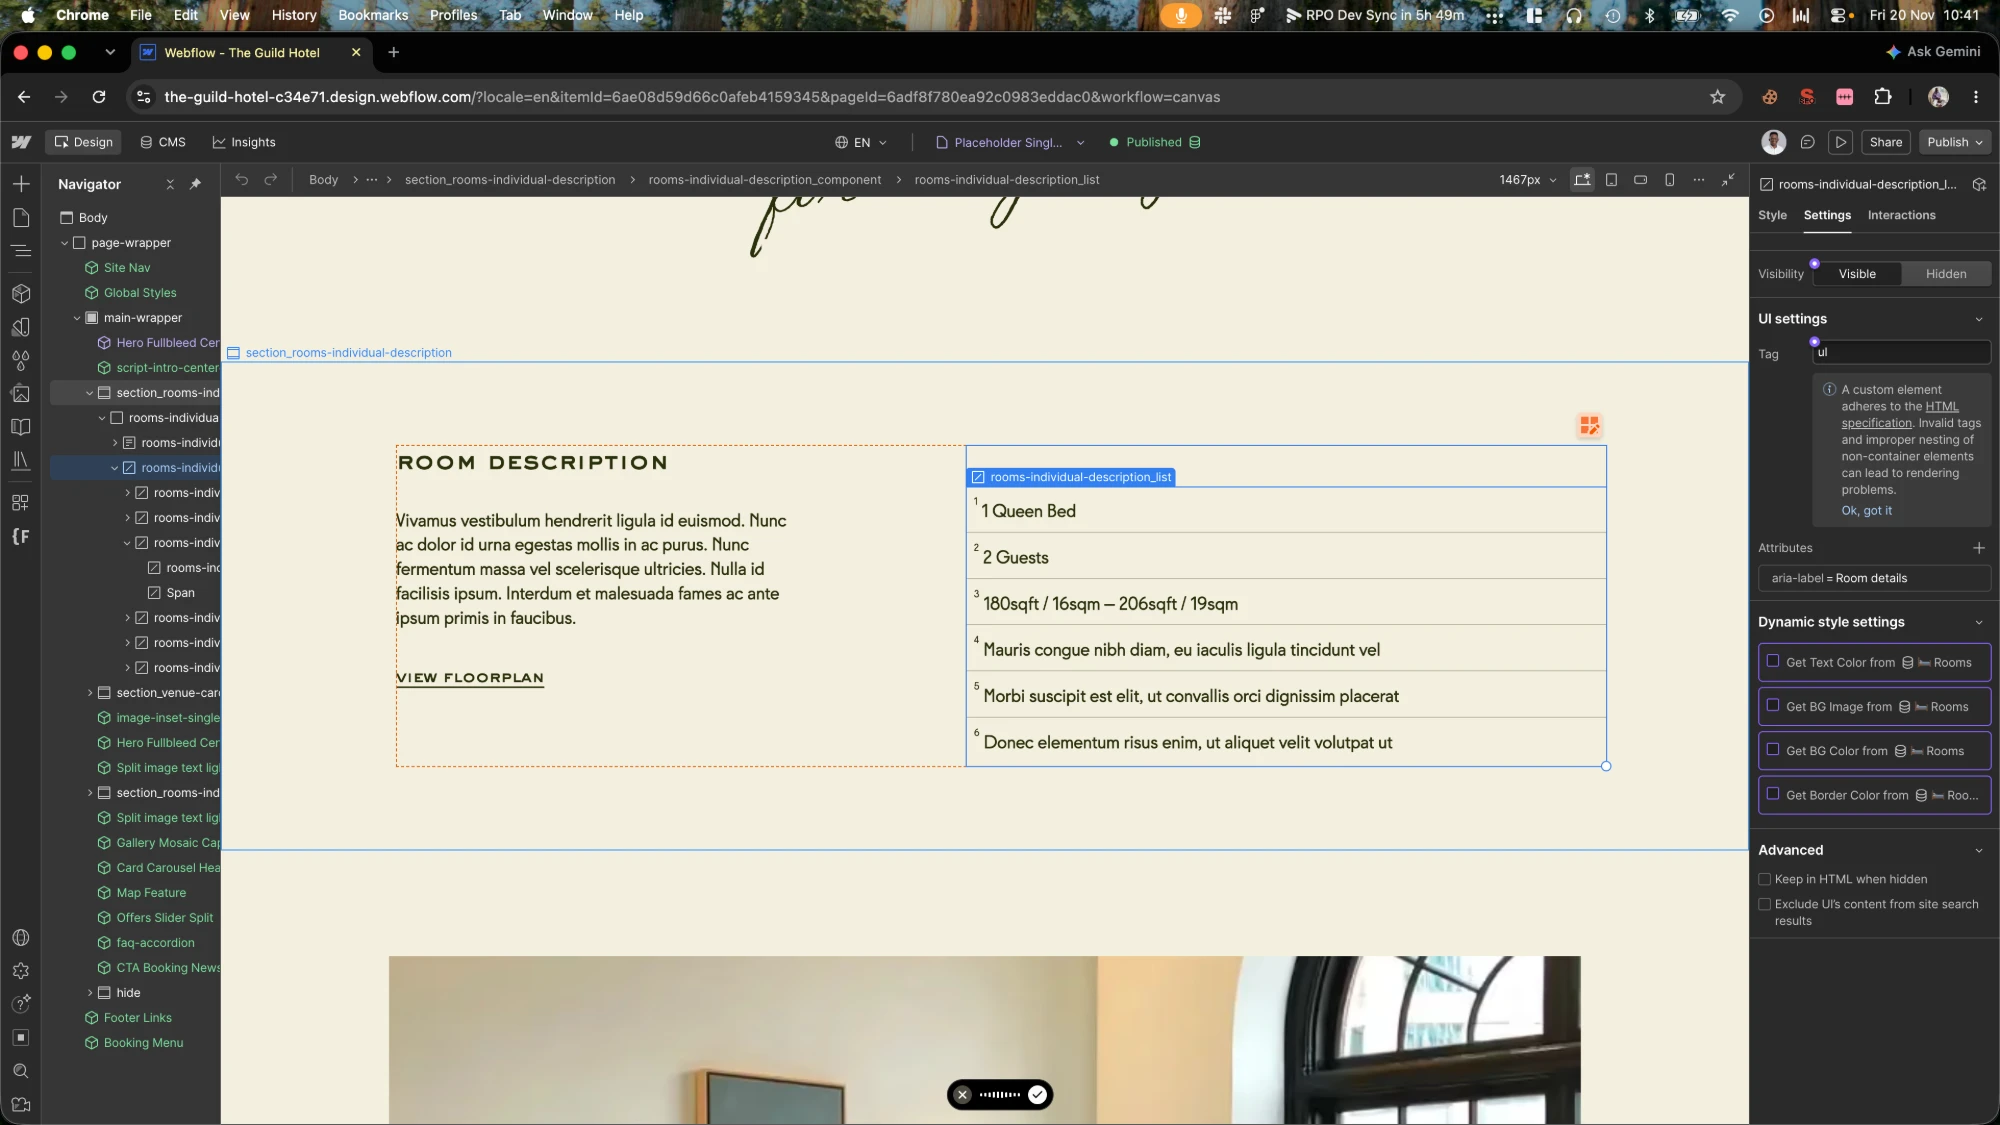 Chrome File Edit View History Bookmarks Profiles Tab Window Help
RPO Dev Sync in 5h 49m
Fri 20 Nov 10:41
Webflow - The Guild Hotel
Ask Gemini
the-guild-hotel-c34e71.design.webflow.com/?locale=en&itemId=6ae08d59d66c0afeb4159345&pageId=6adf8f780ea92c0983eddac0&workflow=canvas
Design CMS Insights
EN
Placeholder Singl...
Published
Share
Publish
Navigator
Body
page-wrapper
Site Nav
Global Styles
main-wrapper
Hero Fullbleed Cer
script-intro-center
section_rooms-ind
rooms-individua
rooms-individu
rooms-individu
rooms-indiv
rooms-indiv
rooms-indiv
rooms-inc
Span
rooms-indiv
rooms-indiv
rooms-indiv
section_venue-card
image-inset-single
Hero Fullbleed Cer
Split image text lig
section_rooms-ind
Split image text lig
Gallery Mosaic Cap
Card Carousel Hea
Map Feature
Offers Slider Split
faq-accordion
CTA Booking News
hide
Footer Links
Booking Menu
Body > ... > section_rooms-individual-description > rooms-individual-description_component > rooms-individual-description_list
1467px
section_rooms-individual-description
ROOM DESCRIPTION
Vivamus vestibulum hendrerit ligula id euismod. Nunc
ac dolor id urna egestas mollis in ac purus. Nunc
fermentum massa vel scelerisque ultricies. Nulla id
facilisis ipsum. Interdum et malesuada fames ac ante
ipsum primis in faucibus.
VIEW FLOORPLAN
rooms-individual-description_list
1 1 Queen Bed
2 2 Guests
3 180sqft / 16sqm – 206sqft / 19sqm
4 Mauris congue nibh diam, eu iaculis ligula tincidunt vel
5 Morbi suscipit est elit, ut convallis orci dignissim placerat
6 Donec elementum risus enim, ut aliquet velit volutpat ut
rooms-individual-description_l...
Style Settings Interactions
Visibility Visible Hidden
Ul settings
Tag ul
A custom element
adheres to the HTML
specification. Invalid tags
and improper nesting of
non-container elements
can lead to rendering
problems.
Ok, got it
Attributes
aria-label = Room details
Dynamic style settings
Get Text Color from Rooms
Get BG Image from Rooms
Get BG Color from Rooms
Get Border Color from Roo...
Advanced
Keep in HTML when hidden
Exclude Ul's content from site search
results